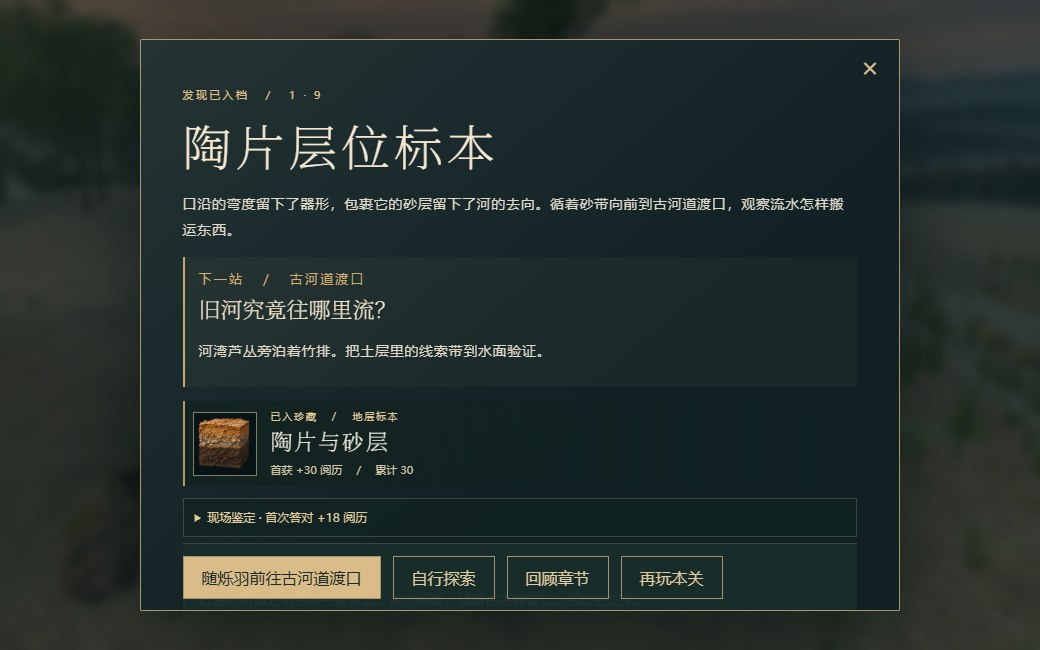 发现已入档 / 1 · 9
陶片层位标本
口沿的弯度留下了器形，包裹它的砂层留下了河的去向。循着砂带向前到古河道渡口，观察流水怎样搬
运东西。
下一站 / 古河道渡口
旧河究竟往哪里流？
河湾芦丛旁泊着竹排。把土层里的线索带到水面验证。
已入珍藏 / 地层标本
陶片与砂层
首获 +30 阅历 / 累计 30
现场鉴定 · 首次答对 +18 阅历
随烁羽前往古河道渡口 自行探索 回顾章节 再玩本关